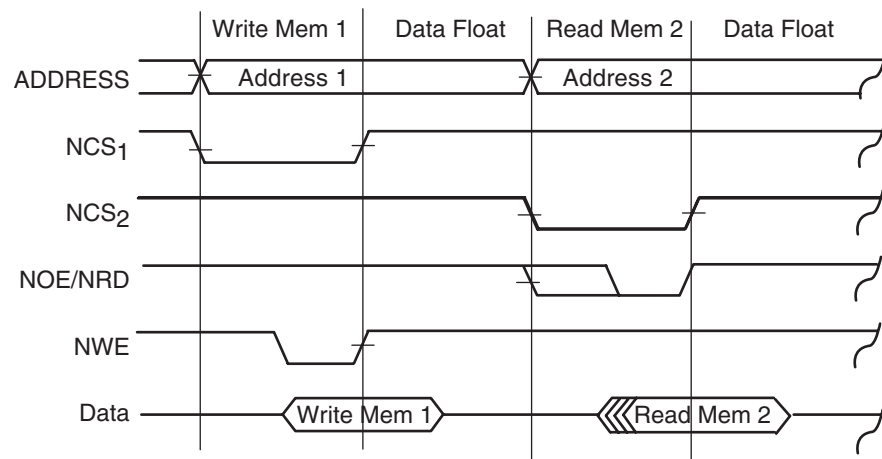 Write Mem 1 Data Float Read Mem 2 Data Float
ADDRESS Address 1 Address 2
NCS1
NCS2
NOE/NRD
NWE
Data Write Mem 1 Read Mem 2